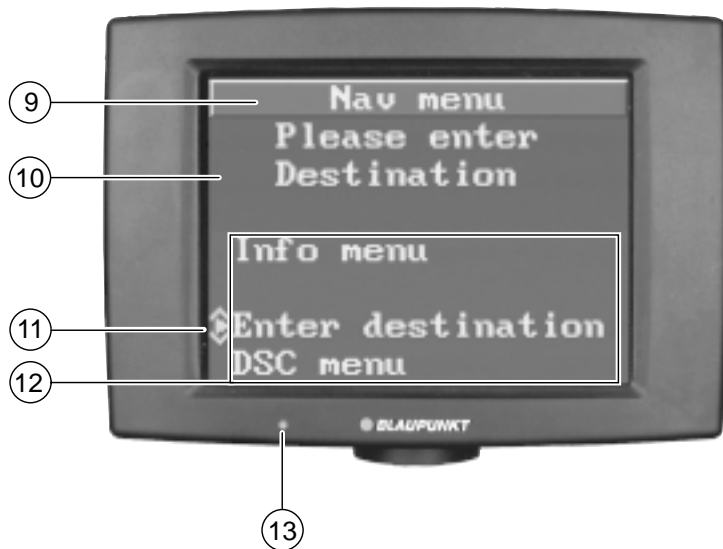 9
Nav menu
Please enter
10
Destination
Info menu
11
Enter destination
12
DSC menu
BLAUPUNKT
13